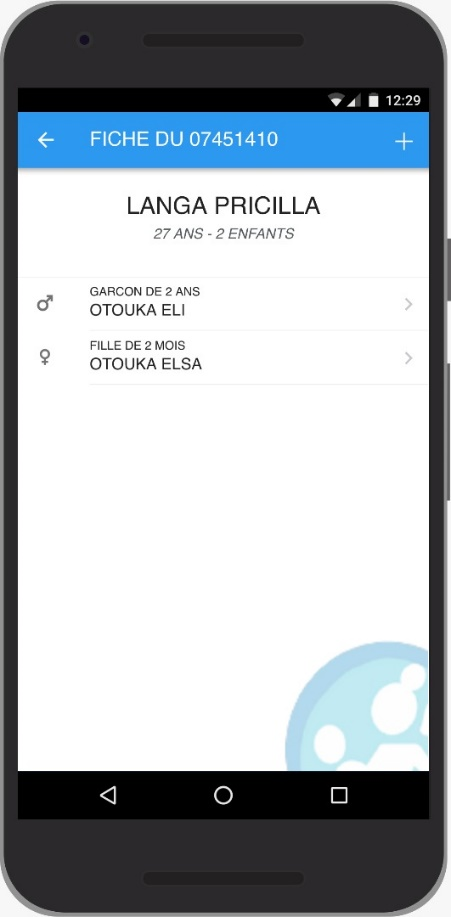 12:29
FICHE DU 07451410
LANGA PRICILLA
27 ANS - 2 ENFANTS
GARCON DE 2 ANS
OTOUKA ELI
FILLE DE 2 MOIS
OTOUKA ELSA